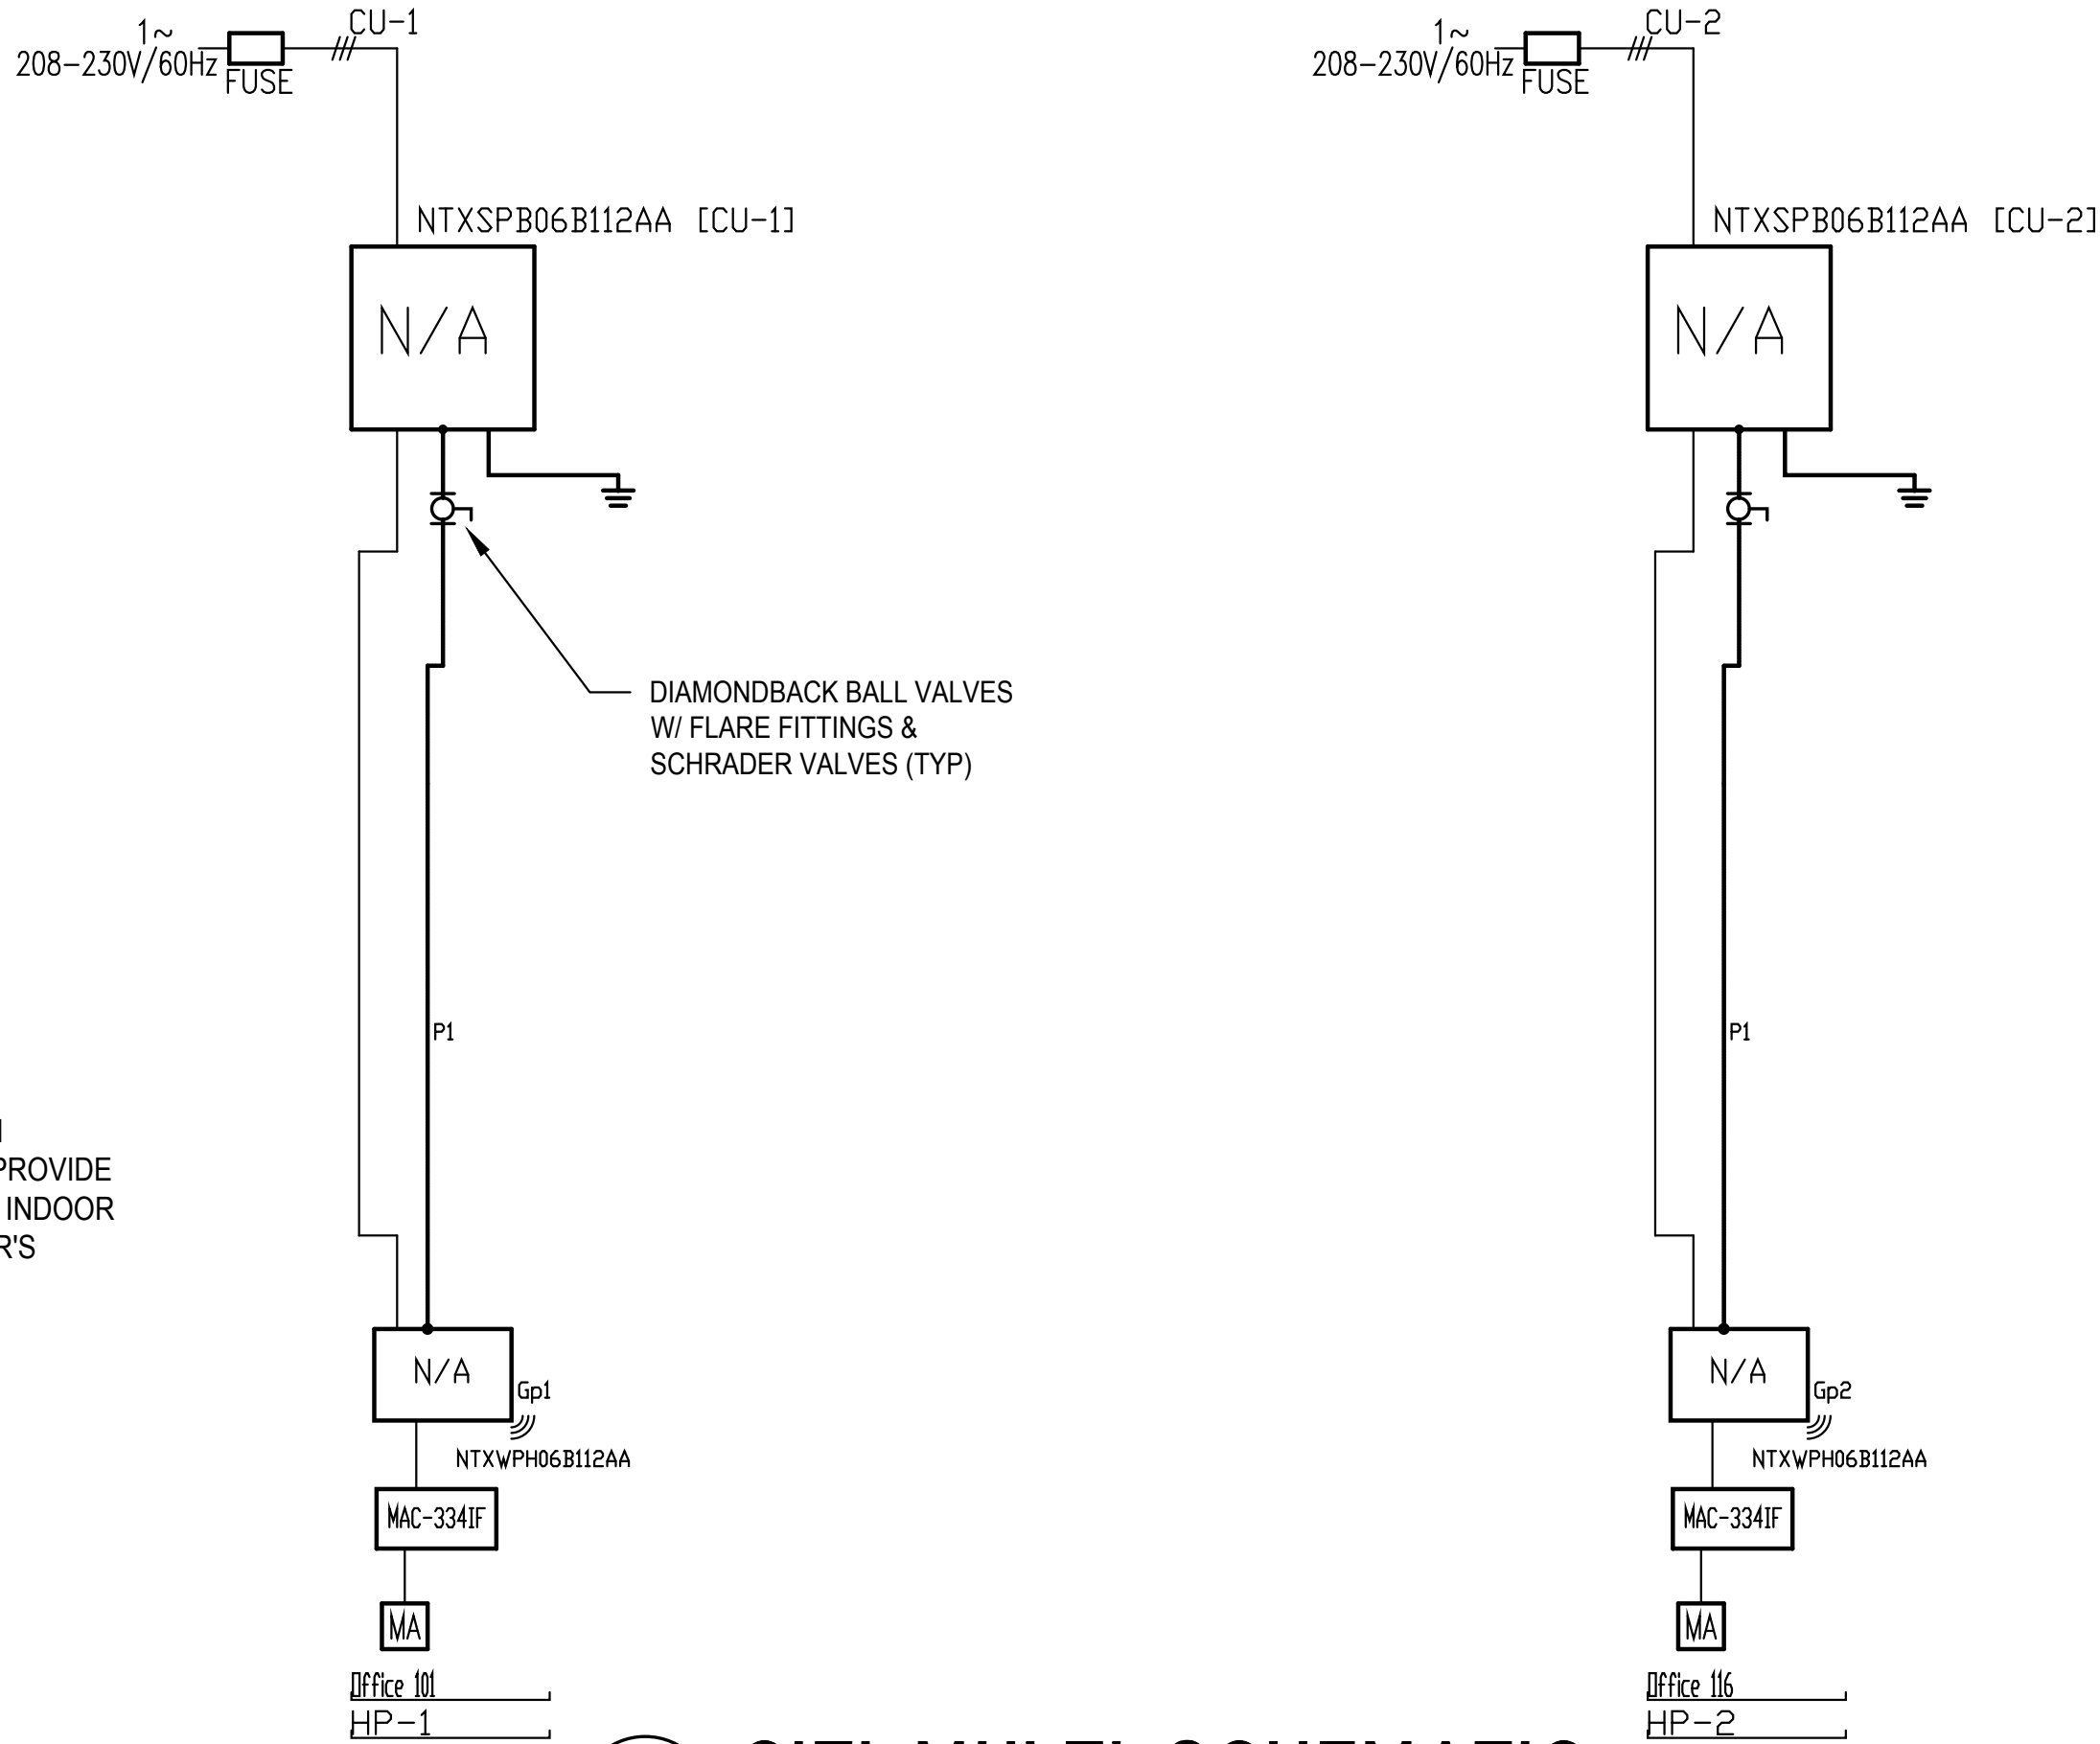 1~
208-230V/60Hz
FUSE
CU-1
NTXSPB06B112AA [CU-1]
N/A
DIAMONDBACK BALL VALVES
W/ FLARE FITTINGS &
SCHRADER VALVES (TYP)
P1
PROVIDE
INDOOR
R'S
N/A
Gp1
NTXWPH06B112AA
MAC-334IF
MA
Office 101
HP-1
1~
208-230V/60Hz
FUSE
CU-2
NTXSPB06B112AA [CU-2]
N/A
P1
N/A
Gp2
NTXWPH06B112AA
MAC-334IF
MA
Office 116
HP-2
MULTI SCHEMATIC